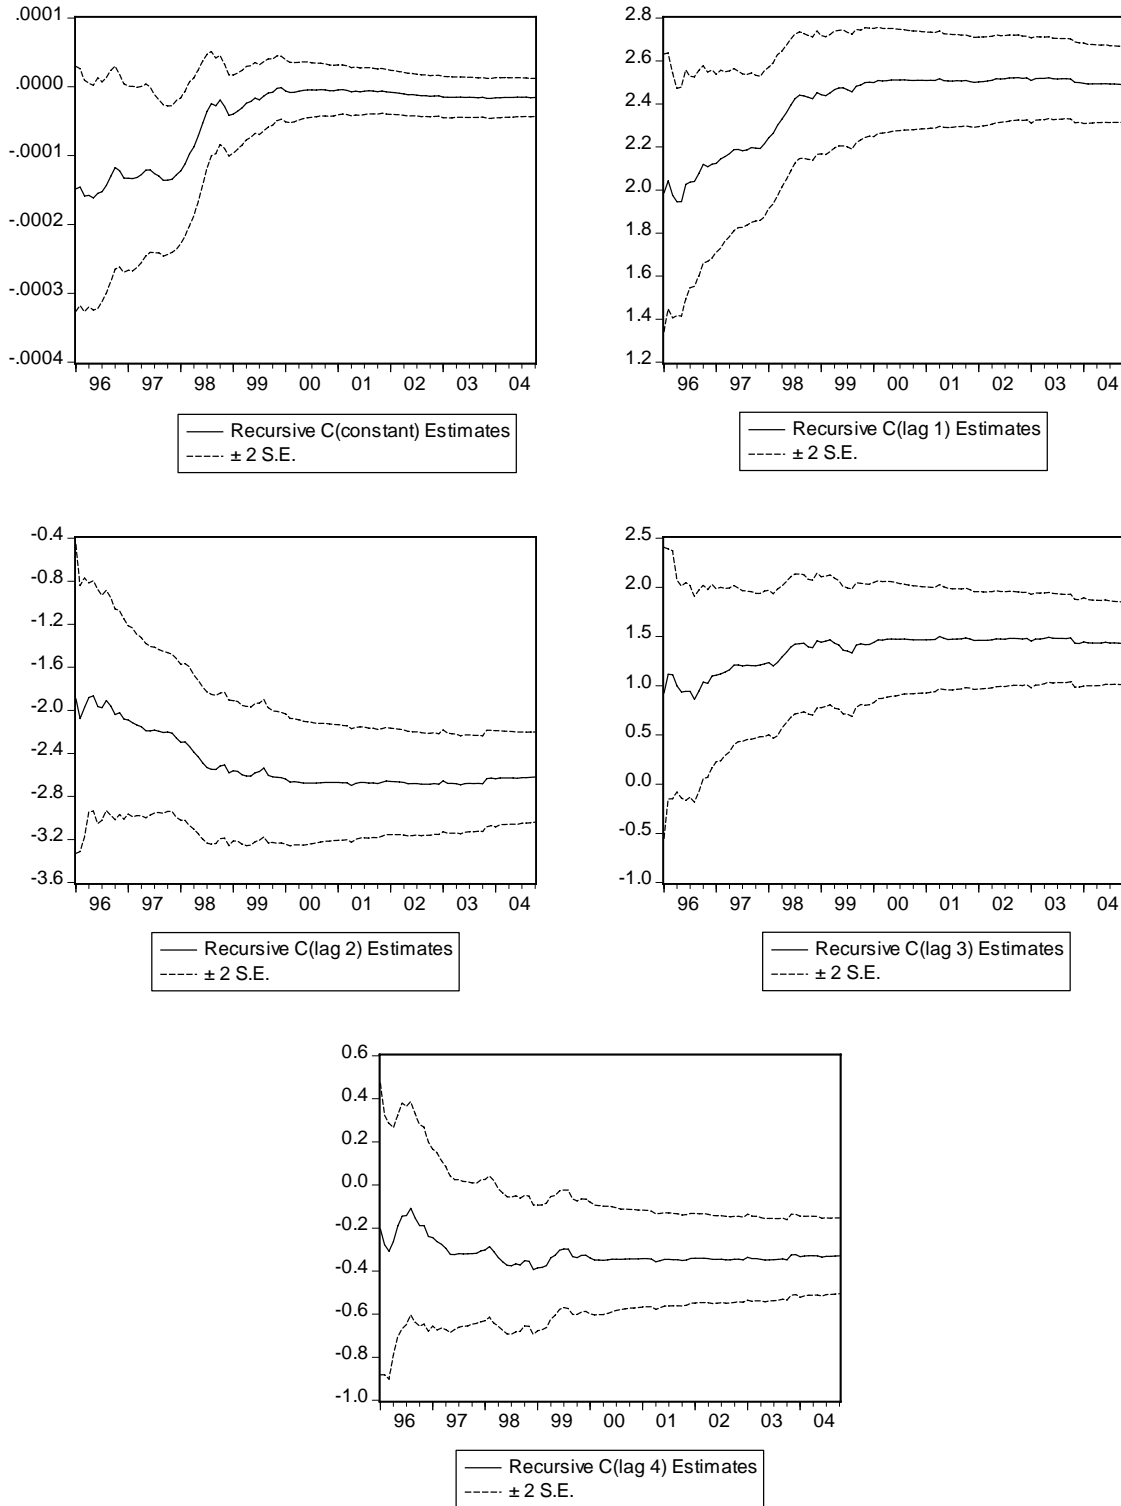 .0001
.0000
-.0001
-.0002
-.0003
-.0004
96 97 98 99 00 01 02 03 04
Recursive C(constant) Estimates
± 2 S.E.
2.8
2.6
2.4
2.2
2.0
1.8
1.6
1.4
1.2
96 97 98 99 00 01 02 03 04
Recursive C(lag 1) Estimates
± 2 S.E.
-0.4
-0.8
-1.2
-1.6
-2.0
-2.4
-2.8
-3.2
-3.6
96 97 98 99 00 01 02 03 04
Recursive C(lag 2) Estimates
± 2 S.E.
2.5
2.0
1.5
1.0
0.5
0.0
-0.5
-1.0
96 97 98 99 00 01 02 03 04
Recursive C(lag 3) Estimates
± 2 S.E.
0.6
0.4
0.2
0.0
-0.2
-0.4
-0.6
-0.8
-1.0
96 97 98 99 00 01 02 03 04
Recursive C(lag 4) Estimates
± 2 S.E.